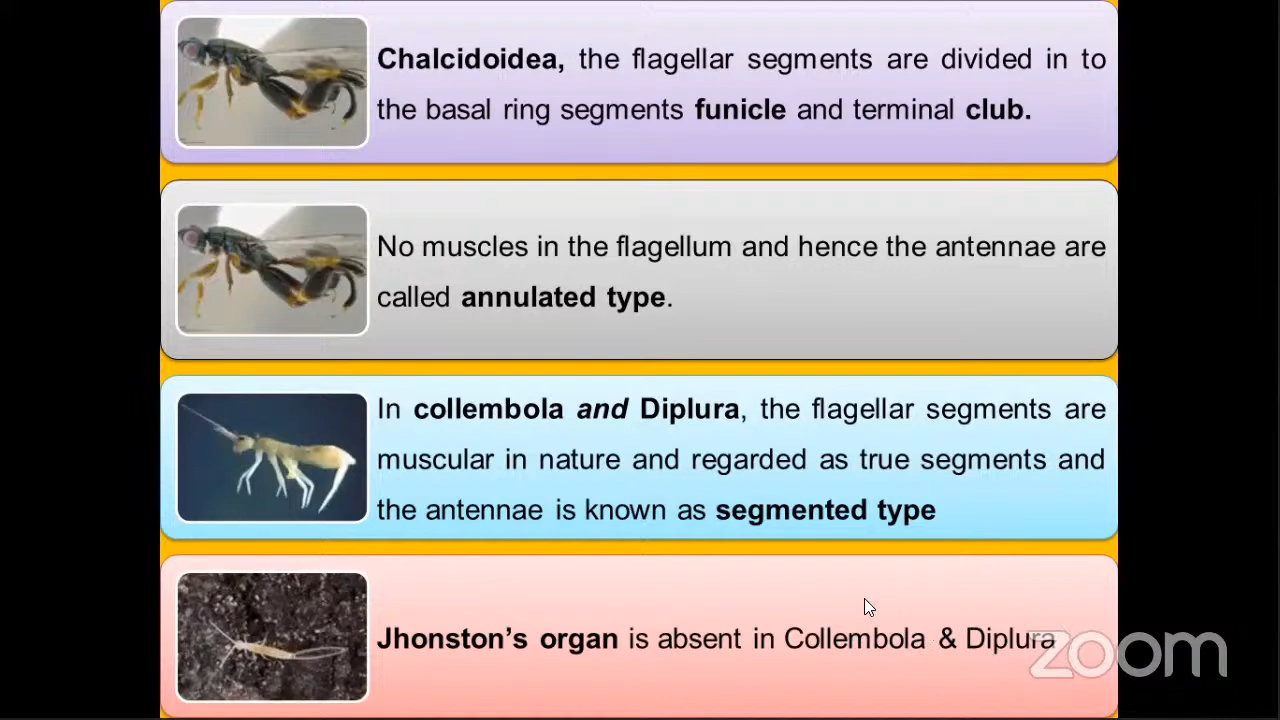 Chalcidoidea, the flagellar segments are divided in to
the basal ring segments funicle and terminal club.
No muscles in the flagellum and hence the antennae are
called annulated type.
In collembola and Diplura, the flagellar segments are
muscular in nature and regarded as true segments and
the antennae is known as segmented type
Jhonston’s organ is absent in Collembola & Diplura
zoom